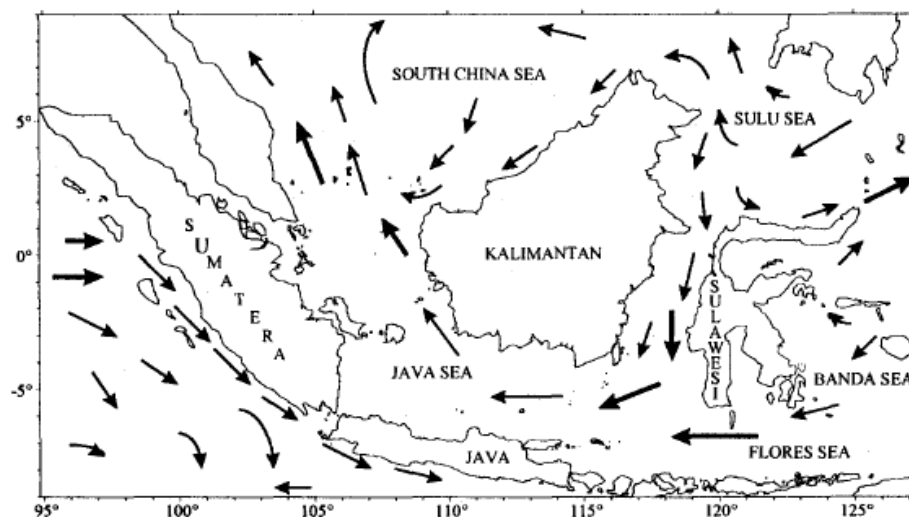 SOUTH CHINA SEA
SULU SEA
5°
SUMATERA
KALIMANTAN
0°
SULAWESI
JAVA SEA
BANDA SEA
-5°
JAVA
FLORES SEA
95° 100° 105° 110° 115° 120° 125°